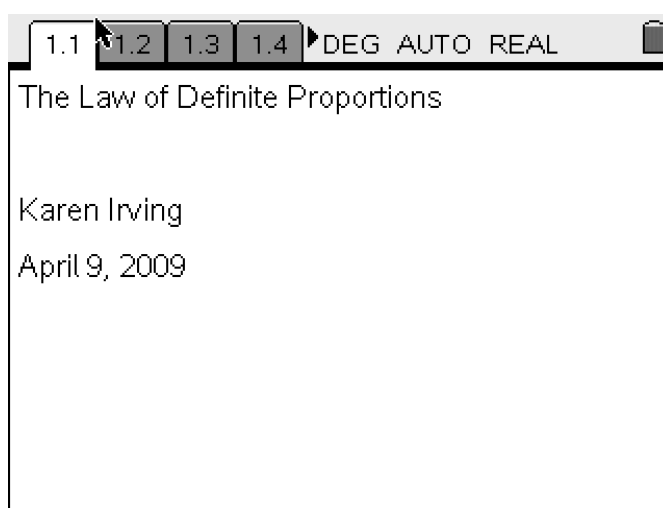 1.1 1.2 1.3 1.4 DEG AUTO REAL
The Law of Definite Proportions
Karen Irving
April 9, 2009